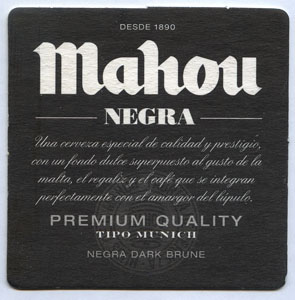 DESDE 1890
Mahou
NEGRA
Una cerveza especial de calidad y prestigio,
con un fondo dulce superpuesto al gusto de la
malta, el regaliz y el café que se integran
perfectamente con el amargor del lúpulo.
PREMIUM QUALITY
TIPO MUNICH
NEGRA DARK BRUNE